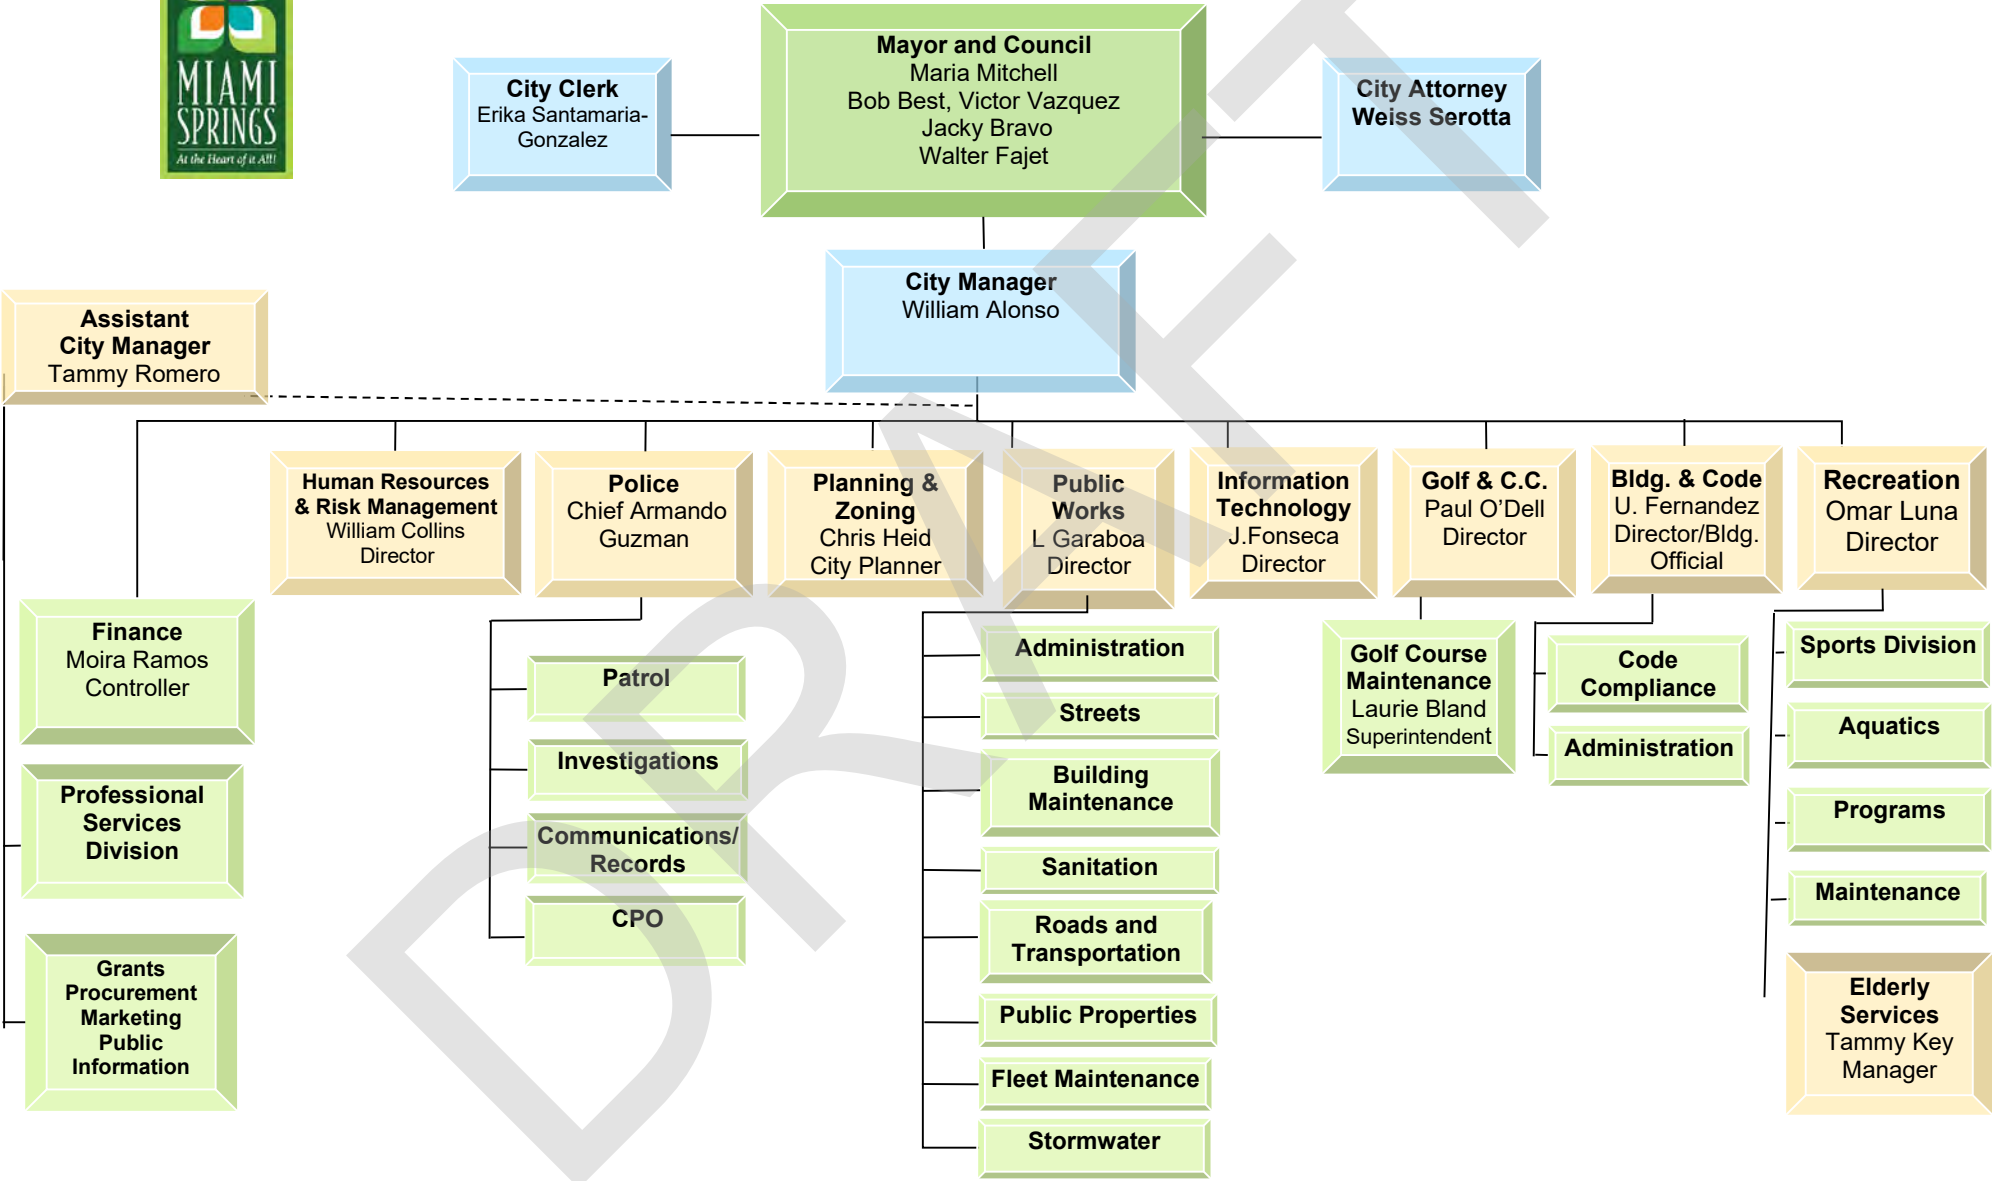 MIAMI
SPRINGS
At the Heart of it All!
City Clerk
Erika Santamaria-
Gonzalez
Mayor and Council
Maria Mitchell
Bob Best, Victor Vazquez
Jacky Bravo
Walter Fajet
City Attorney
Weiss Serotta
City Manager
William Alonso
Assistant
City Manager
Tammy Romero
Human Resources
& Risk Management
William Collins
Director
Police
Chief Armando
Guzman
Planning &
Zoning
Chris Heid
City Planner
Public
Works
L Garaboa
Director
Information
Technology
J.Fonseca
Director
Golf & C.C.
Paul O’Dell
Director
Bldg. & Code
U. Fernandez
Director/Bldg.
Official
Recreation
Omar Luna
Director
Finance
Moira Ramos
Controller
Professional
Services
Division
Grants
Procurement
Marketing
Public
Information
Patrol
Investigations
Communications/
Records
CPO
Administration
Streets
Building
Maintenance
Sanitation
Roads and
Transportation
Public Properties
Fleet Maintenance
Stormwater
Golf Course
Maintenance
Laurie Bland
Superintendent
Code
Compliance
Administration
Sports Division
Aquatics
Programs
Maintenance
Elderly
Services
Tammy Key
Manager
DRAFT